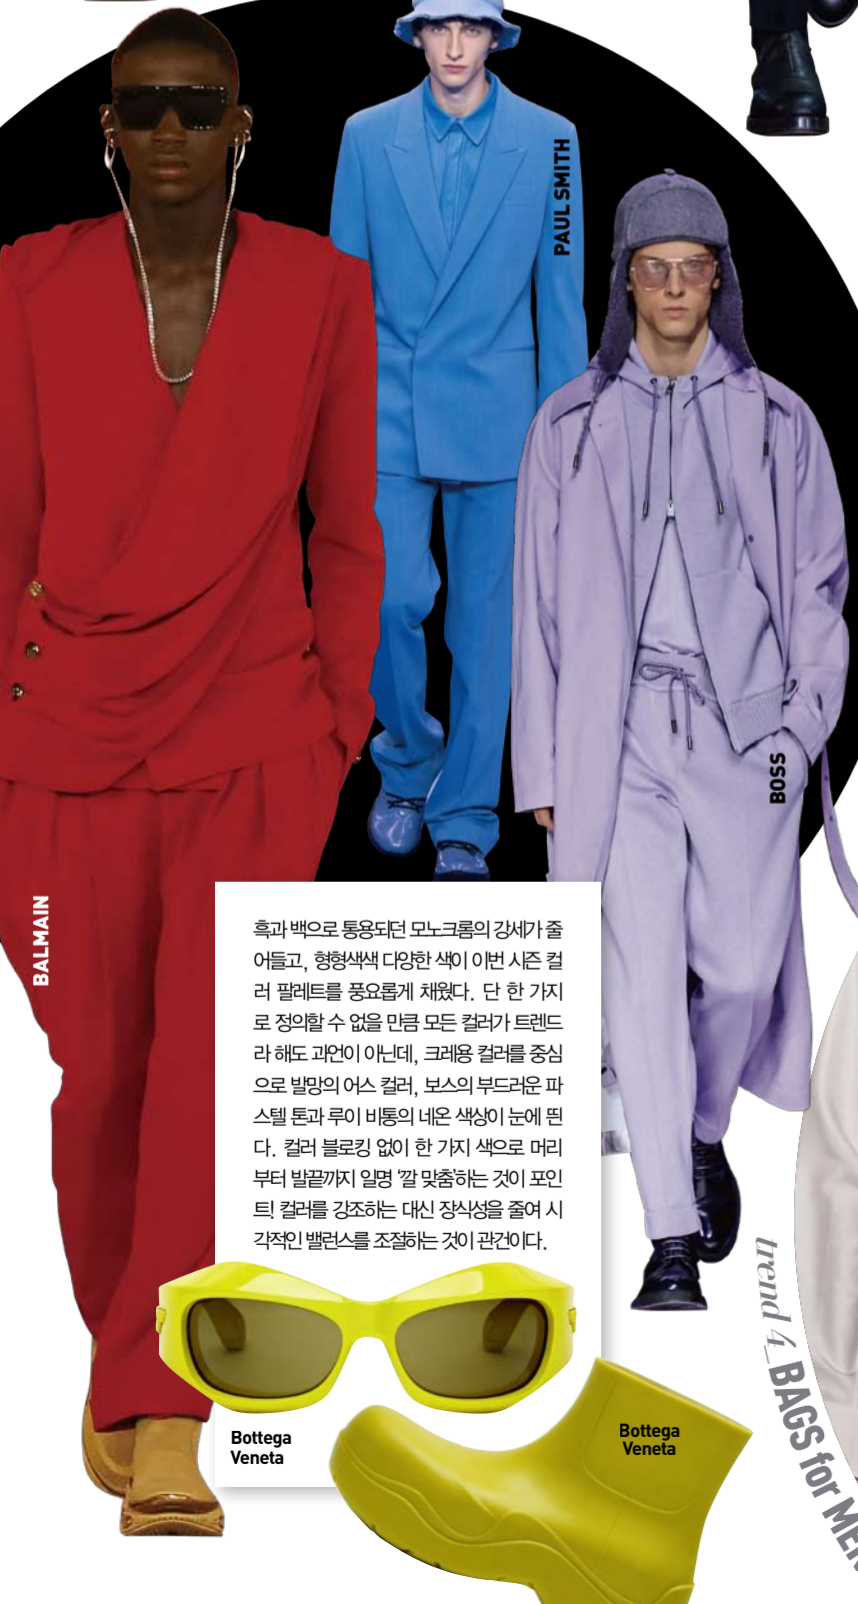 PAUL SMITH
BOSS
BALMAIN
흑과 백으로 통용되던 모노크롬의 강세가 줄
어들고, 형형색색 다양한 색이 이번 시즌 컬
러 팔레트를 풍요롭게 채웠다. 단 한 가지
로 정의할 수 없을 만큼 모든 컬러가 트렌드
라 해도 과언이 아닌데, 크레용 컬러를 중심
으로 발망의 어스 컬러, 보스의 부드러운 파
스텔 톤과 루이 비통의 네온 색상이 눈에 띈
다. 컬러 블로킹 없이 한 가지 색으로 머리
부터 발끝까지 일명 ‘깔 맞춤’하는 것이 포인
트! 컬러를 강조하는 대신 장식성을 줄여 시
각적인 밸런스를 조절하는 것이 관건이다.
Bottega
Veneta
Bottega
Veneta
trend 4_BAGS for MEN